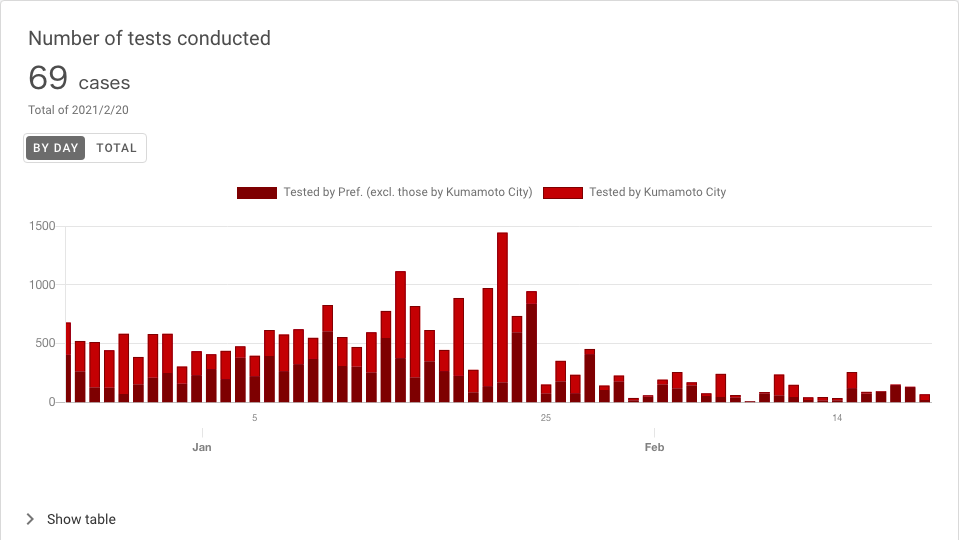 Number of tests conducted
69 cases
Total of 2021/2/20
BY DAY TOTAL
Tested by Pref. (excl. those by Kumamoto City) Tested by Kumamoto City
1500
1000
500
0
5 25 14
Jan Feb
Show table